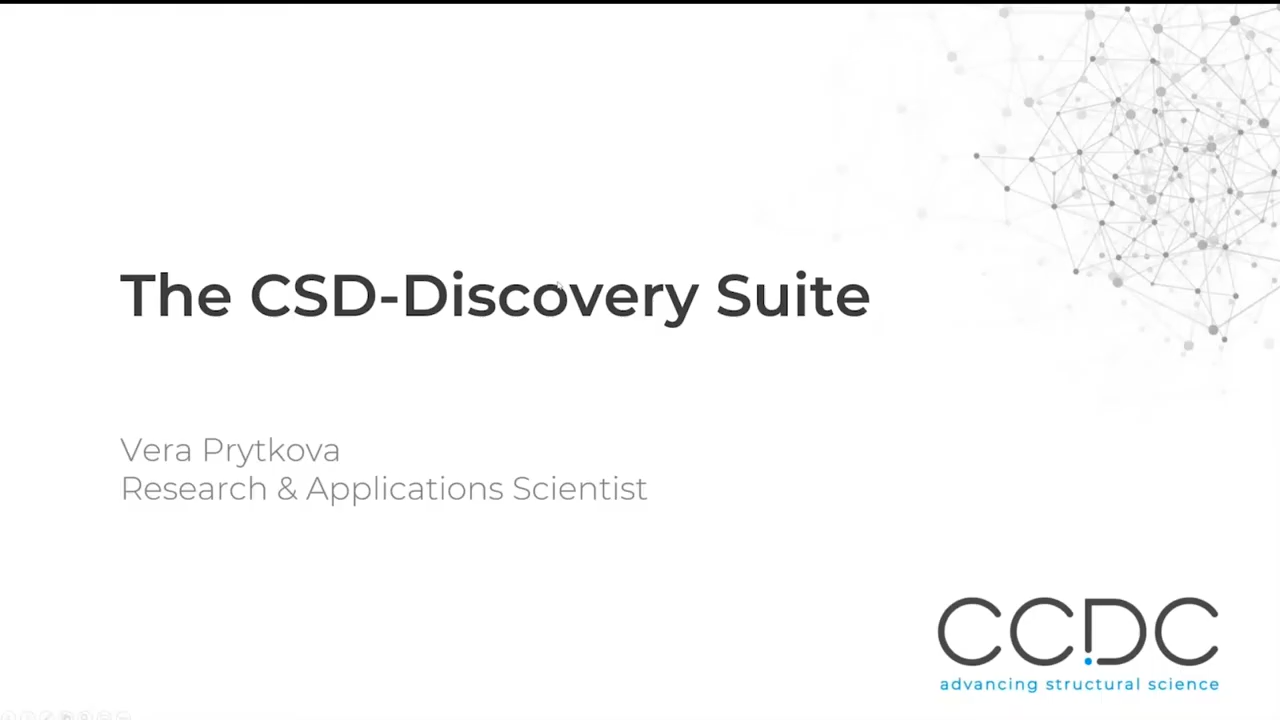 The CSD-Discovery Suite
Vera Prytkova
Research & Applications Scientist
CCDC
advancing structural science